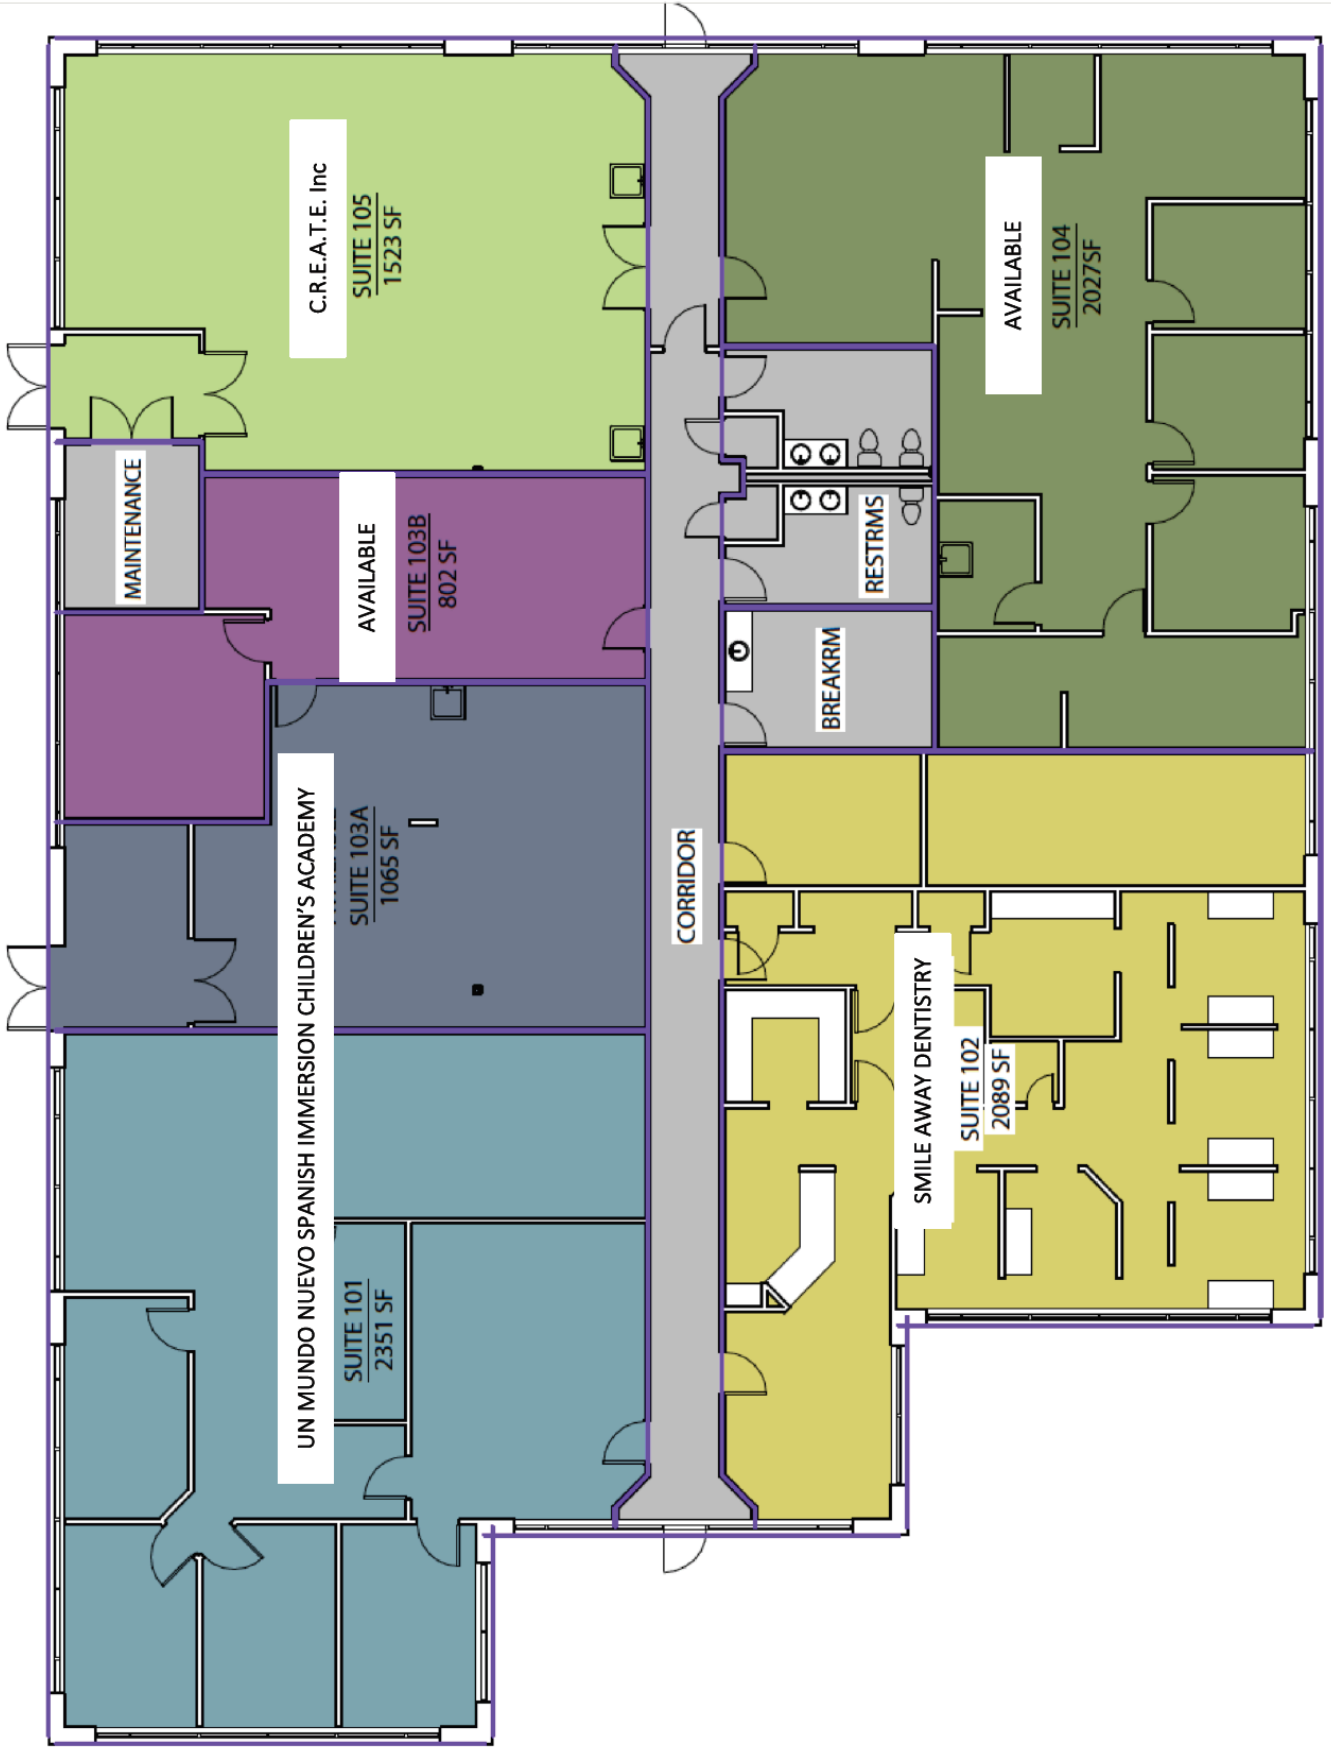 C.R.E.A.T.E. Inc
SUITE 105
1523 SF
AVAILABLE
SUITE 104
2027SF
MAINTENANCE
AVAILABLE
SUITE 103B
802 SF
RESTRMS
BREAKRM
UN MUNDO NUEVO SPANISH IMMERSION CHILDREN'S ACADEMY
SUITE 103A
1065 SF
CORRIDOR
SMILE AWAY DENTISTRY
SUITE 102
2089 SF
SUITE 101
2351 SF